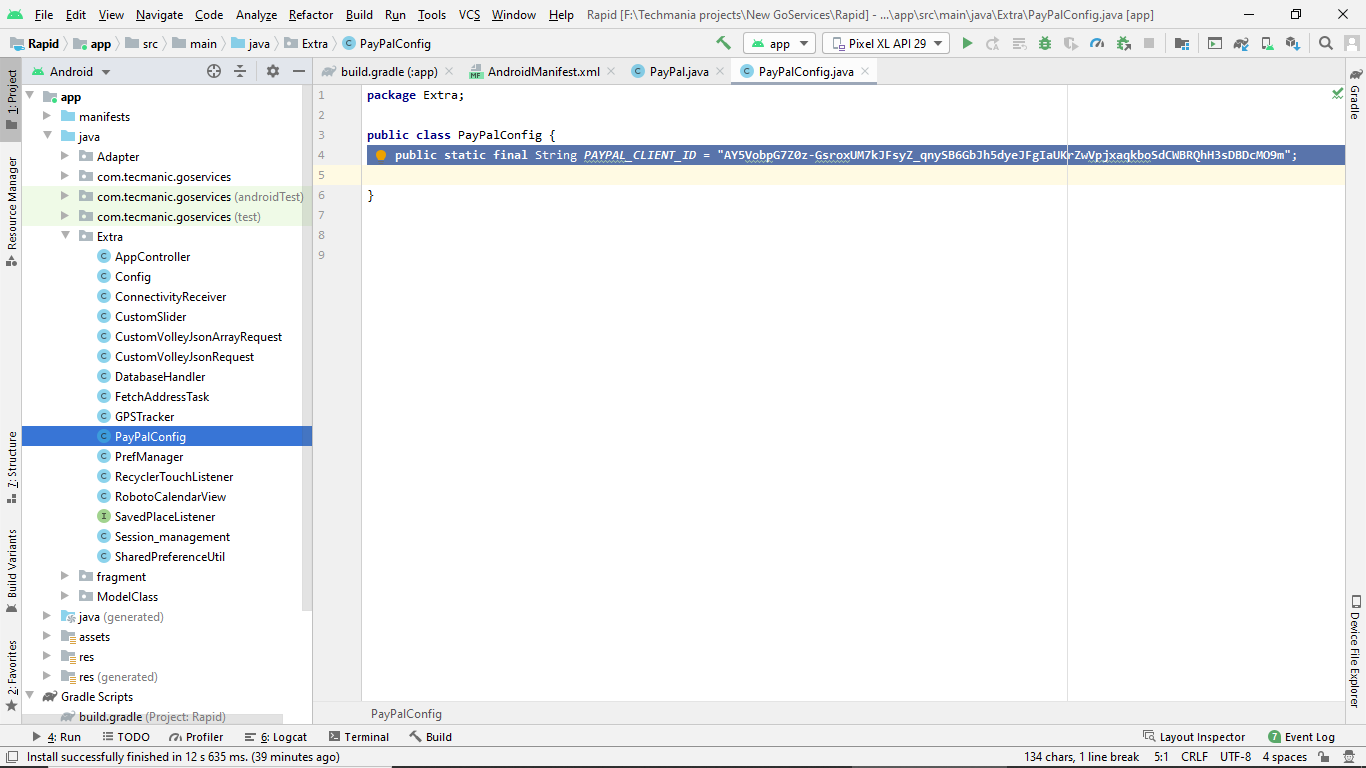 File Edit View Navigate Code Analyze Refactor Build Run Tools VCS Window Help Rapid [F:\Techmania projects\New GoServices\Rapid] - ...\app\src\main\java\Extra\PayPalConfig.java [app]
Rapid app src main java Extra PayPalConfig app Pixel XL API 29
1: Project
Resource Manager
7: Structure
Build Variants
2: Favorites
Android
app
manifests
java
Adapter
com.tecmanic.goservices
com.tecmanic.goservices (androidTest)
com.tecmanic.goservices (test)
Extra
AppController
Config
ConnectivityReceiver
CustomSlider
CustomVolleyJsonArrayRequest
CustomVolleyJsonRequest
DatabaseHandler
FetchAddressTask
GPSTracker
PayPalConfig
PrefManager
RecyclerTouchListener
RobotoCalendarView
SavedPlaceListener
Session_management
SharedPreferenceUtil
fragment
ModelClass
java (generated)
assets
res
res (generated)
Gradle Scripts
build.gradle (Project: Rapid)
build.gradle (:app) AndroidManifest.xml PayPal.java PayPalConfig.java
1 package Extra;
2
3 public class PayPalConfig {
4 public static final String PAYPAL_CLIENT_ID = "AY5VobpG7Z0z-GsroxUM7kJFsyZ_qnySB6GbJh5dyeJFgIaUKrZwVpjxaqkboSdCWBRQhH3sDBDcMO9m";
5
6 }
7
8
9
PayPalConfig
Gradle
Device File Explorer
4: Run TODO Profiler 6: Logcat Terminal Build Layout Inspector 7 Event Log
Install successfully finished in 12 s 635 ms. (39 minutes ago) 134 chars, 1 line break 5:1 CRLF UTF-8 4 spaces